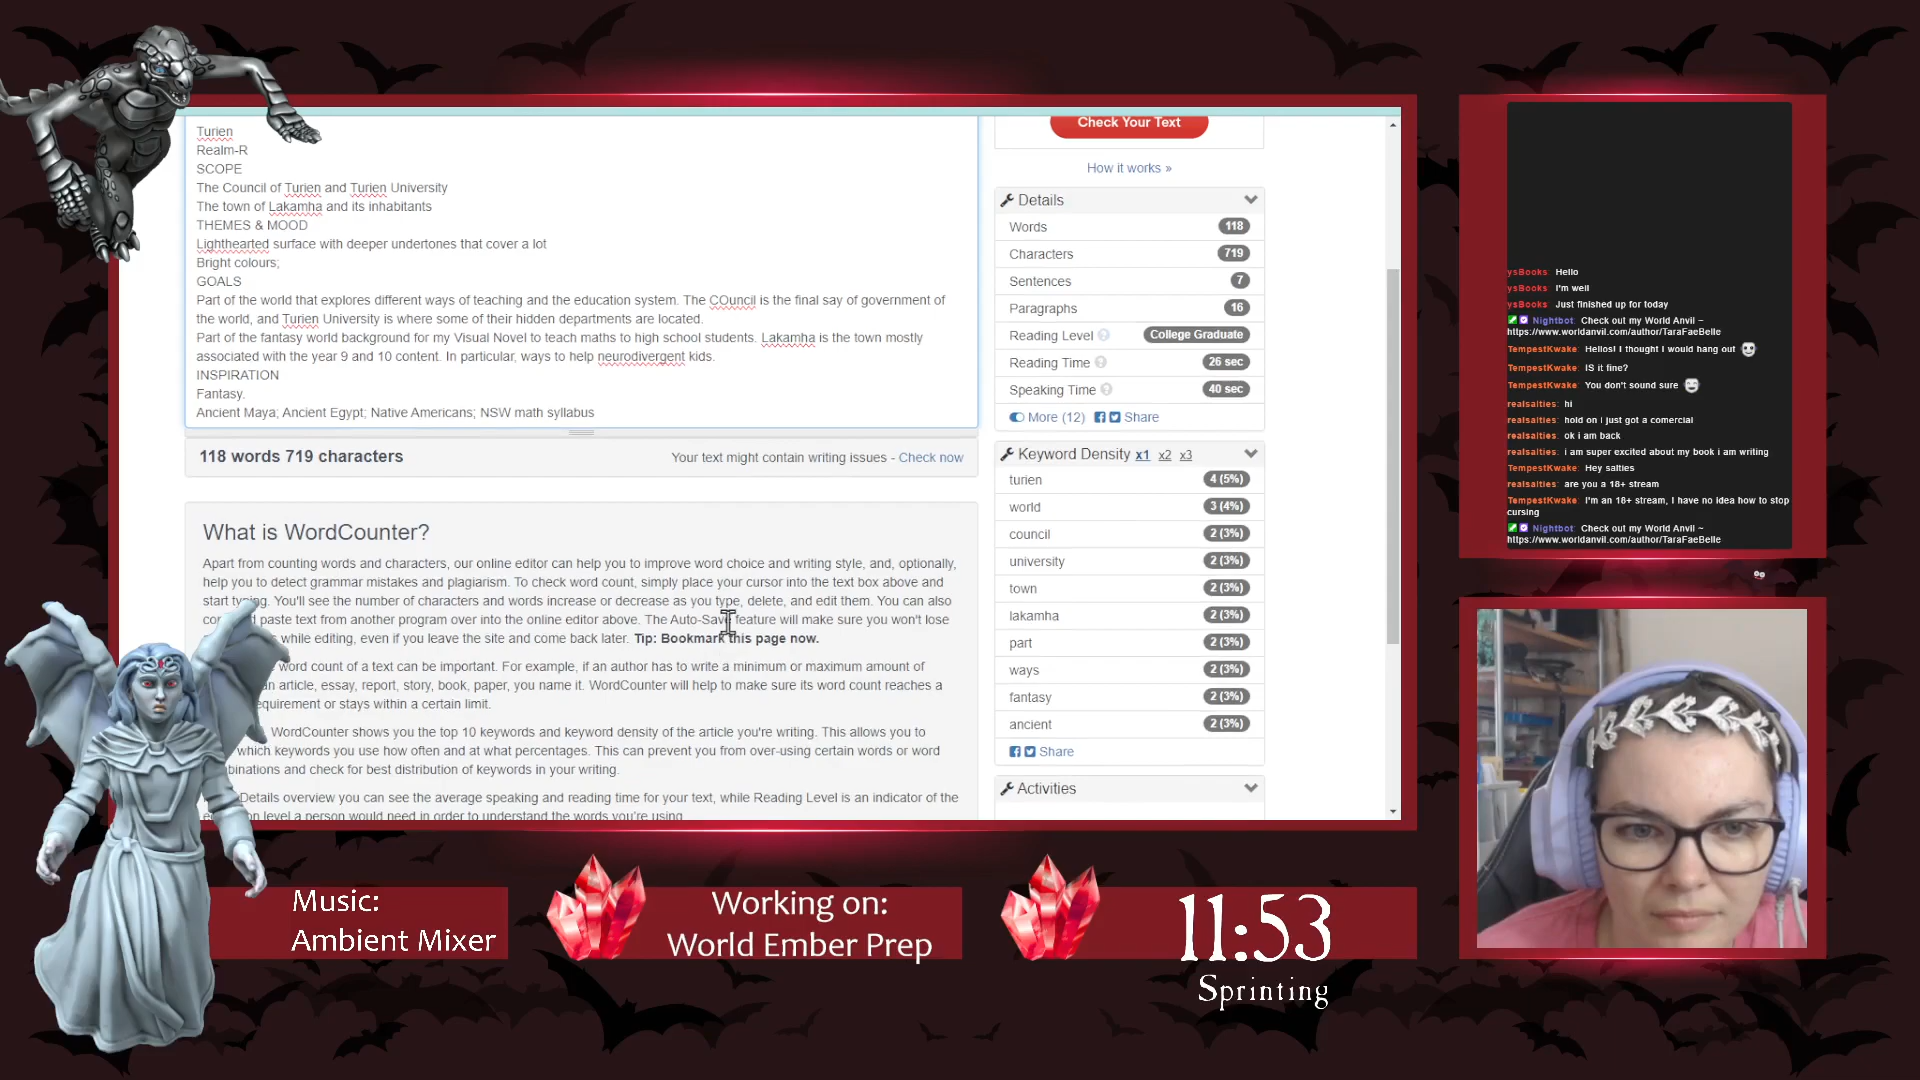 Turien
Realm-R
SCOPE
The Council of Turien and Turien University
The town of Lakamha and its inhabitants
THEMES & MOOD
Lighthearted surface with deeper undertones that cover a lot
Bright colours;
GOALS
Part of the world that explores different ways of teaching and the education system. The COuncil is the final say of government of
the world, and Turien University is where some of their hidden departments are located.
Part of the fantasy world background for my Visual Novel to teach maths to high school students. Lakamha is the town mostly
associated with the year 9 and 10 content. In particular, ways to help neurodivergent kids.
INSPIRATION
Fantasy.
Ancient Maya; Ancient Egypt; Native Americans; NSW math syllabus
118 words 719 characters
Your text might contain writing issues - Check now
What is WordCounter?
Apart from counting words and characters, our online editor can help you to improve word choice and writing style, and, optionally,
help you to detect grammar mistakes and plagiarism. To check word count, simply place your cursor into the text box above and
start typing. You'll see the number of characters and words increase or decrease as you type, delete, and edit them. You can also
paste text from another program over into the online editor above. The Auto-Save feature will make sure you won't lose
while editing, even if you leave the site and come back later. Tip: Bookmark this page now.
word count of a text can be important. For example, if an author has to write a minimum or maximum amount of
an article, essay, report, story, book, paper, you name it. WordCounter will help to make sure its word count reaches a
requirement or stays within a certain limit.
WordCounter shows you the top 10 keywords and keyword density of the article you're writing. This allows you to
which keywords you use how often and at what percentages. This can prevent you from over-using certain words or word
and check for best distribution of keywords in your writing.
Details overview you can see the average speaking and reading time for your text, while Reading Level is an indicator of the
level a person would need in order to understand the words you're using
Check Your Text
How it works »
Details
Words 118
Characters 719
Sentences 7
Paragraphs 16
Reading Level College Graduate
Reading Time 26 sec
Speaking Time 40 sec
More (12) Share
Keyword Density x1 x2 x3
turien 4 (5%)
world 3 (4%)
council 2 (3%)
university 2 (3%)
town 2 (3%)
lakamha 2 (3%)
part 2 (3%)
ways 2 (3%)
fantasy 2 (3%)
ancient 2 (3%)
Share
Activities
ysBooks: Hello
ysBooks: I'm well
ysBooks: Just finished up for today
Nightbot: Check out my World Anvil ~
https://www.worldanvil.com/author/TaraFaeBelle
TempestKwake: Hellos! I thought I would hang out
TempestKwake: IS it fine?
TempestKwake: You don't sound sure
realsalties: hi
realsalties: hold on I just got a comercial
realsalties: ok i am back
realsalties: i am super excited about my book i am writing
TempestKwake: Hey salties
realsalties: are you a 18+ stream
TempestKwake: I'm an 18+ stream, I have no idea how to stop
cursing
Nightbot: Check out my World Anvil ~
https://www.worldanvil.com/author/TaraFaeBelle
Music:
Ambient Mixer
Working on:
World Ember Prep
11:53
Sprinting